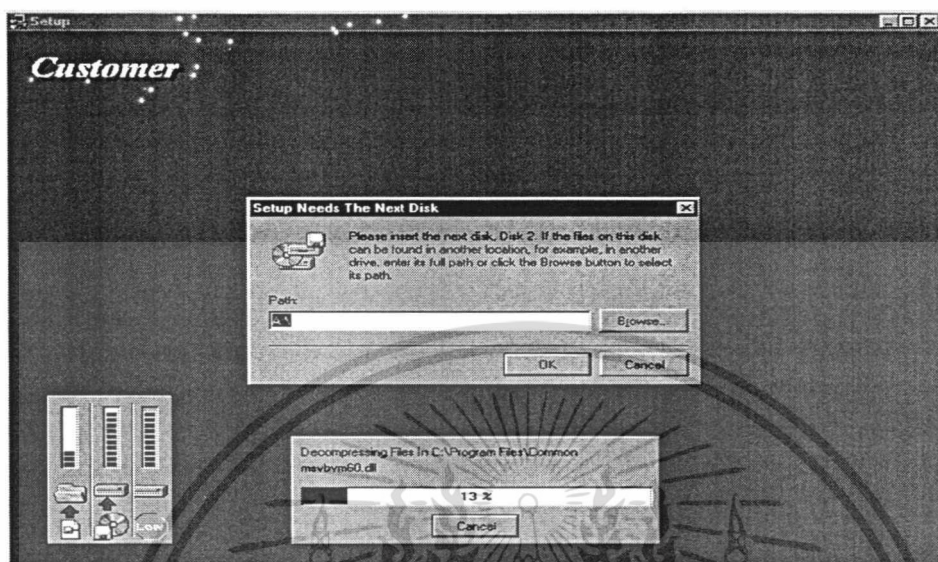 Setup
Customer
Setup Needs The Next Disk
Please insert the next disk, Disk 2. If the files on this disk
can be found in another location, for example, in another
drive, enter its full path or click the Browse button to select
its path.
Path:
A:\
Browse...
OK
Cancel
Decompressing Files In C:\Program Files\Common
msvbvm60.dll
13 %
Cancel
Low